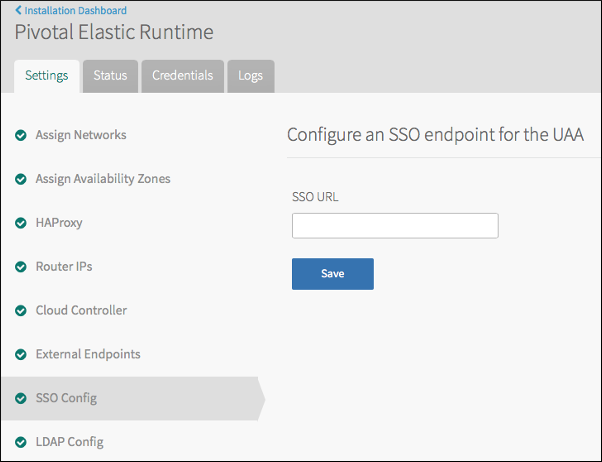 Installation Dashboard
Pivotal Elastic Runtime
Settings Status Credentials Logs
Assign Networks
Assign Availability Zones
HAProxy
Router IPs
Cloud Controller
External Endpoints
SSO Config
LDAP Config
Configure an SSO endpoint for the UAA
SSO URL
Save